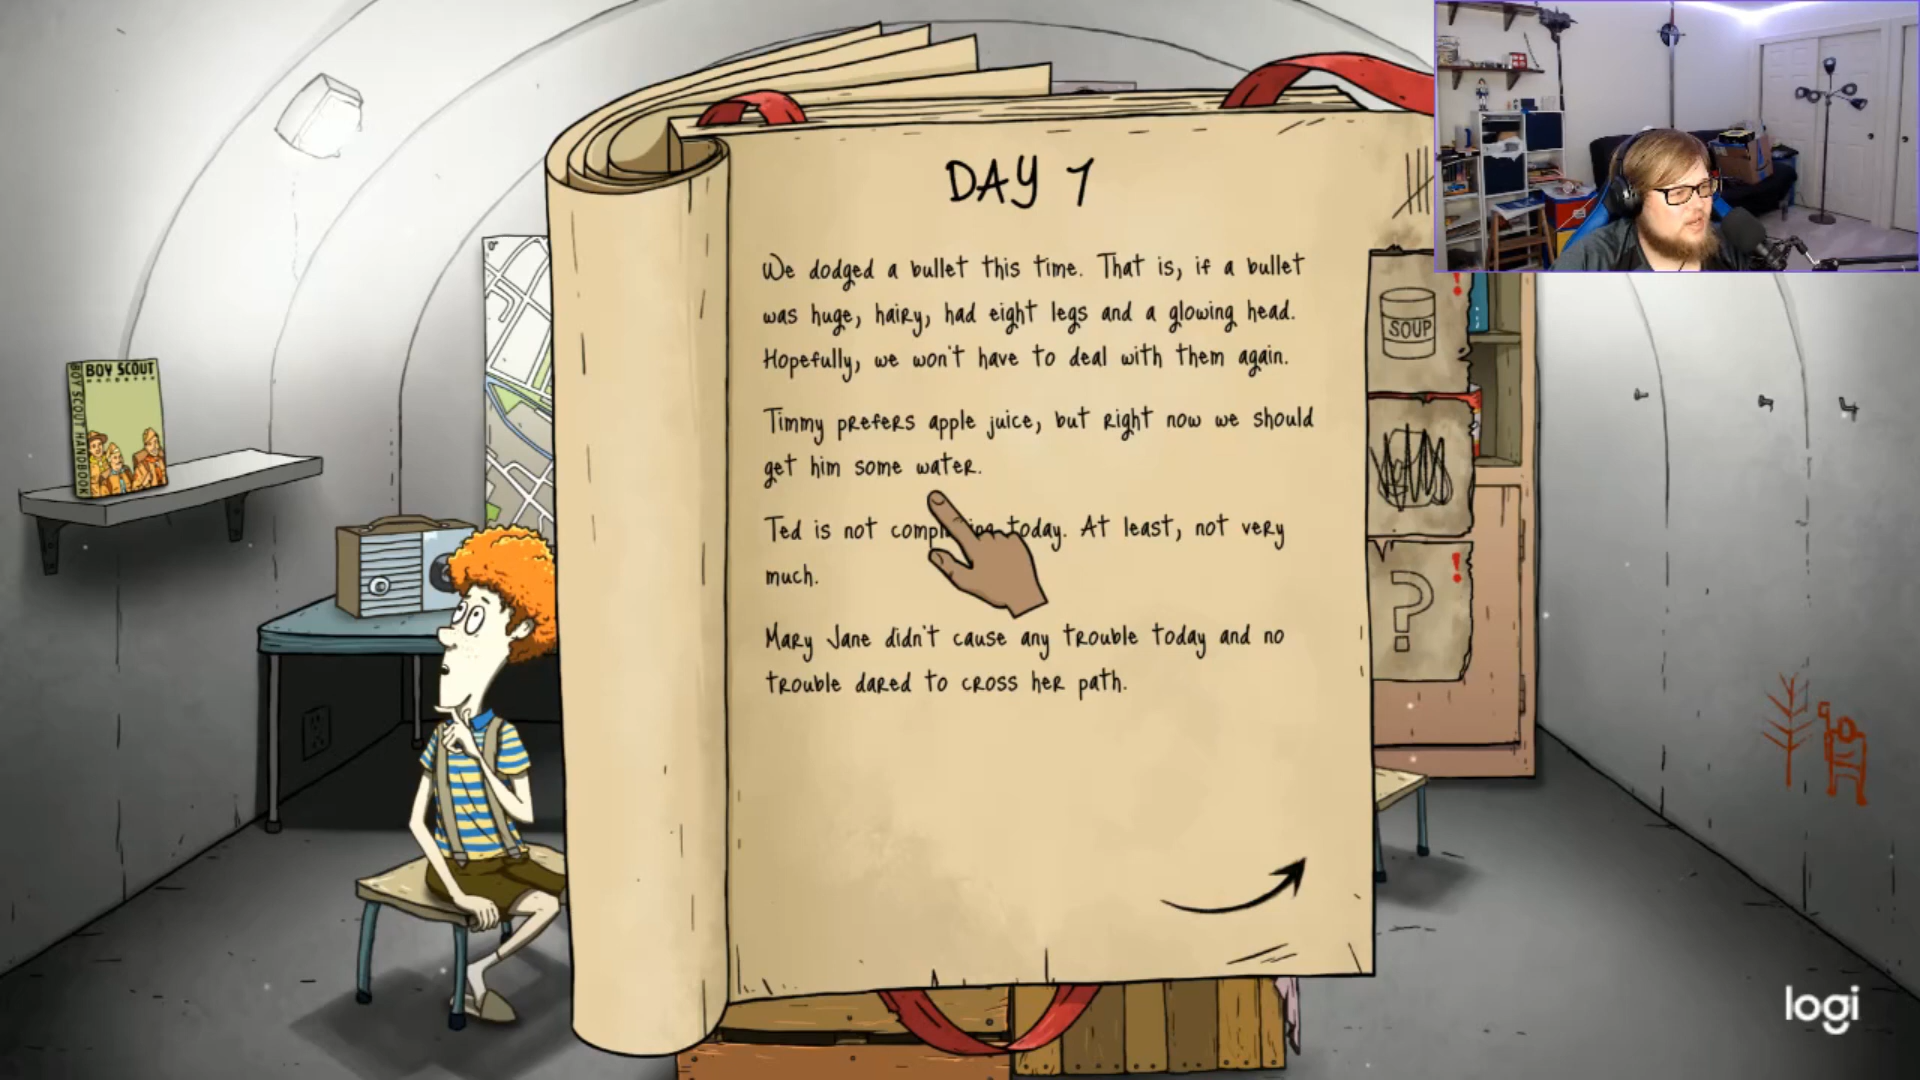 DAY 7
We dodged a bullet this time. That is, if a bullet
was huge, hairy, had eight legs and a glowing head.
Hopefully, we won't have to deal with them again.
Timmy prefers apple juice, but right now we should
get him some water.
Ted is not today. At least, not very
much.
Mary Jane didn't cause any trouble today and no
trouble dared to cross her path.
SOUP
!
?
!
BOY SCOUT
BOY SCOUT HANDBOOK
logi